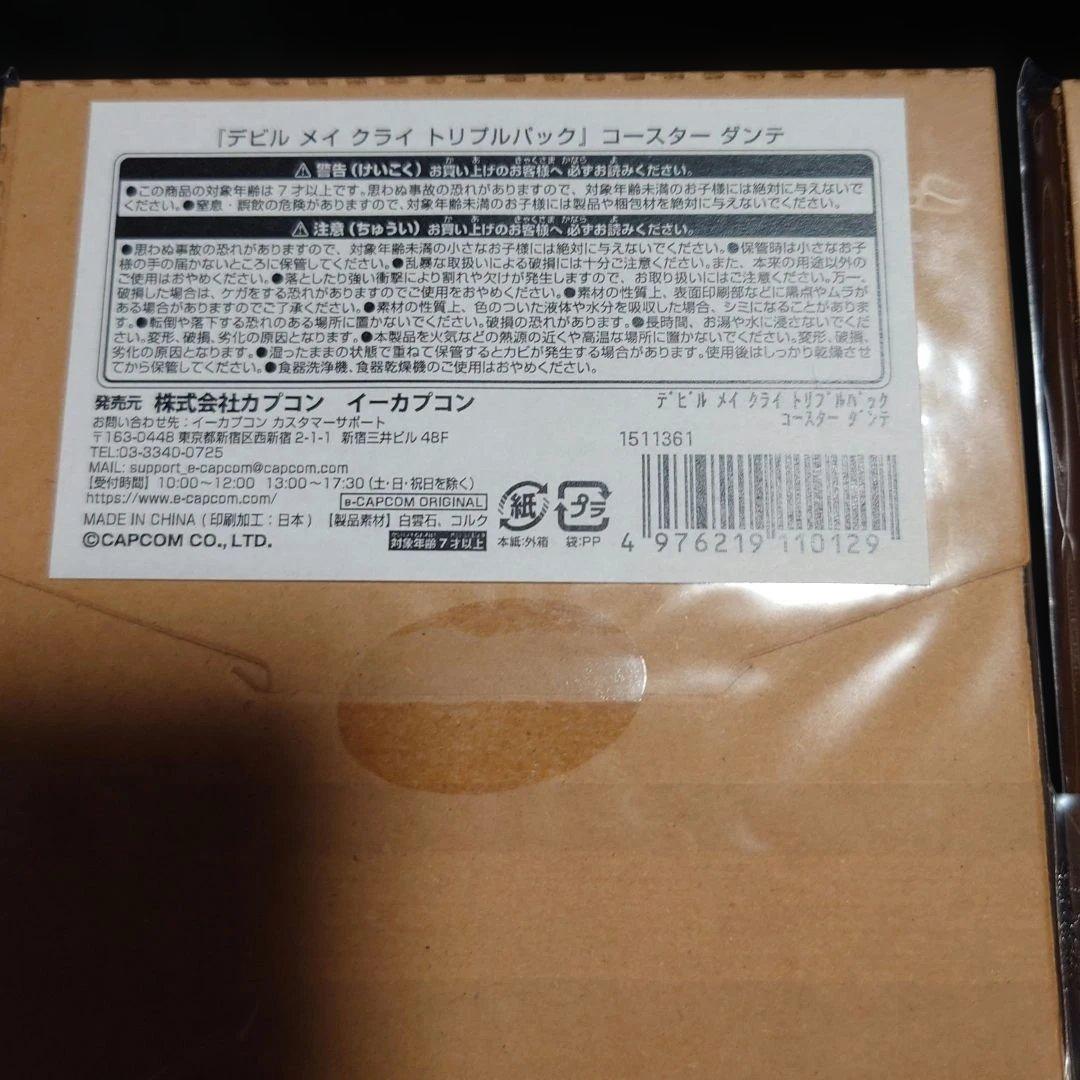 『デビル メイ クライ トリプルパック』 コースター ダンテ
⚠警告(けいこく)お買い上げのお客様へ必ずお読みください。
●この商品の対象年齢は7才以上です。思わぬ事故の恐れがありますので、対象年齢未満のお子様には絶対に与えないで
ください。●窒息・誤飲の危険がありますので、対象年齢未満のお子様には製品や梱包材を絶対に与えないでください。
⚠注意(ちゅうい)お買い上げのお客様へ必ずお読みください。
●思わぬ事故の恐れがありますので、対象年齢未満の小さなお子様には絶対に与えないでください。●保管時は小さなお子
様の手の届かないところに保管してください。●乱暴な取扱いによる破損には十分ご注意ください。また、本来の用途以外のご
使用はおやめください。●落としたり強い衝撃により割れや欠けが発生しますので、お取り扱いにはご注意ください。万一、
破損した場合は、ケガをする恐れがありますのでご使用をおやめください。●素材の性質上、表面印刷部などに黒点やムラが
ある場合がありますのでご了承ください。●素材の性質上、色のついた液体や水分を吸収した場合、シミになることがありま
す。●転倒や落下する恐れのある場所に置かないでください。破損の恐れがあります。●長時間、お湯や水に浸さないでくだ
さい。変形、破損、劣化の原因となります。●本製品を火気などの熱源の近くや高温な場所に置かないでください。変形、破損、
劣化の原因となります。●湿ったままの状態で重ねて保管するとカビが発生する場合があります。使用後はしっかり乾燥させ
てから保管してください。●食器洗浄機、食器乾燥機のご使用はおやめください。
発売元 株式会社カプコン イーカプコン
お問い合わせ先：イーカプコン カスタマーサポート
〒163-0448 東京都新宿区西新宿2-1-1 新宿三井ビル 48F
TEL:03-3340-0725
MAIL: support_e-capcom@capcom.com
【受付時間】10:00～12:00 13:00～17:30(土・日・祝日を除く)
https://www.e-capcom.com/
e-CAPCOM ORIGINAL
MADE IN CHINA (印刷加工：日本)【製品素材】白雲石、コルク
©CAPCOM CO., LTD.
対象年齢7才以上
紙
本紙:外箱
プラ
袋:PP
デビル メイ クライ トリプルパック
コースター ダンテ
1511361
4 976219 110129